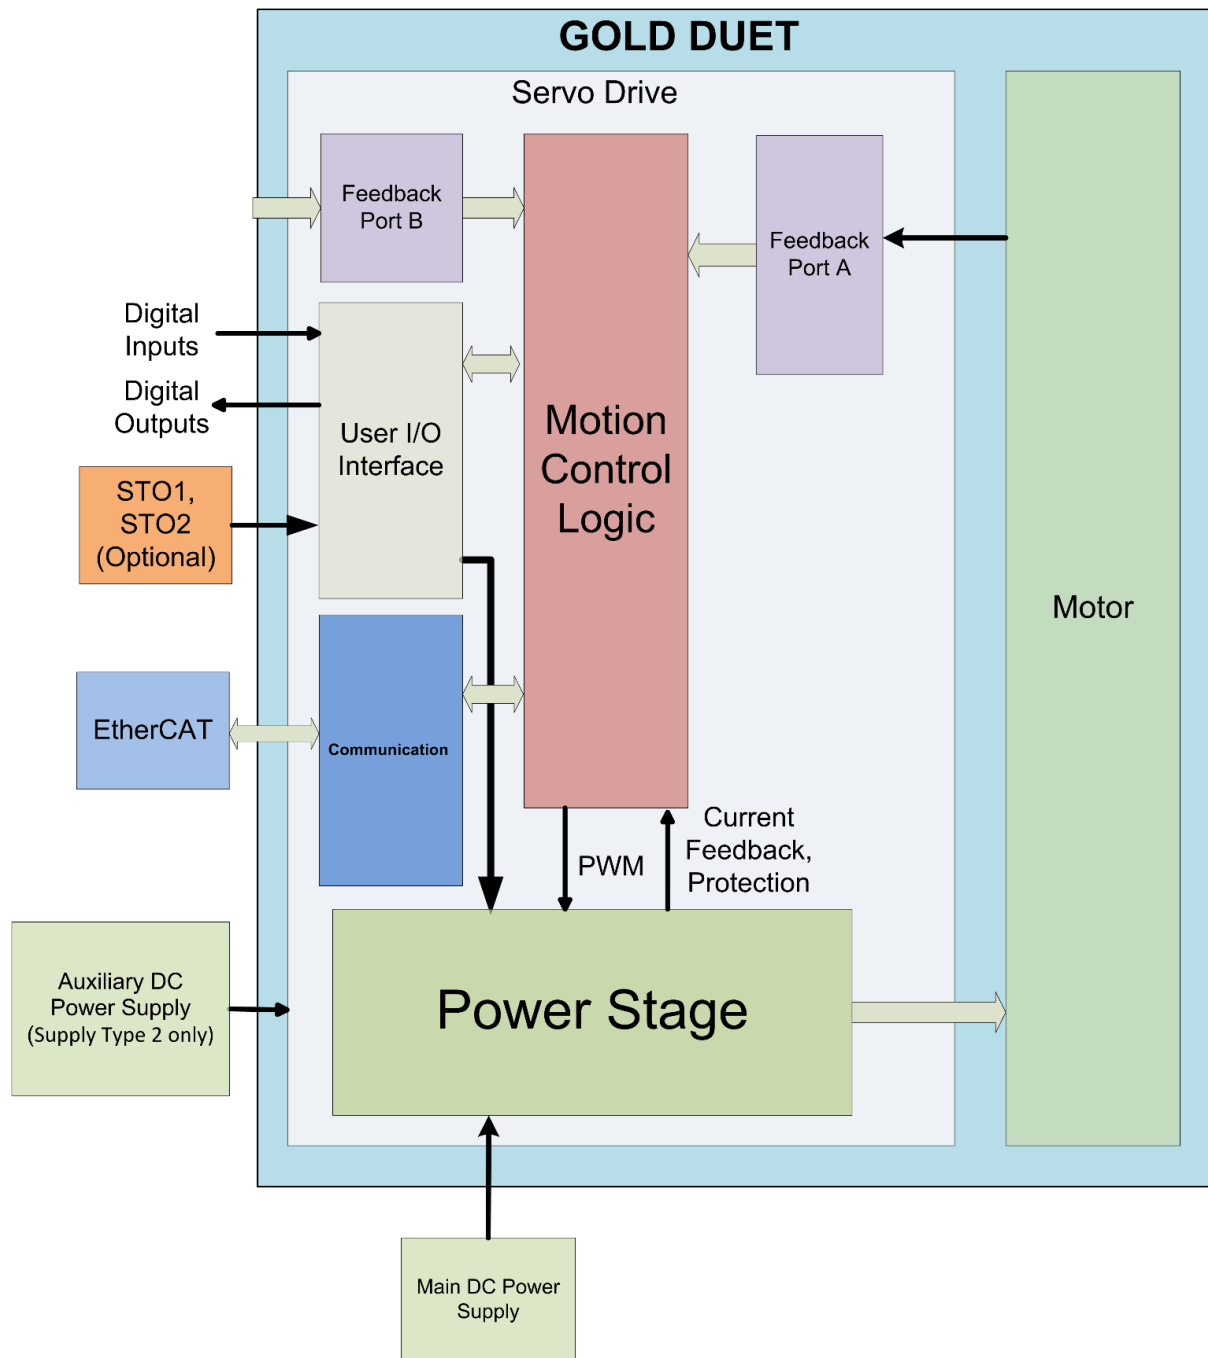 GOLD DUET
Servo Drive
Feedback
Port B
Feedback
Port A
Digital
Inputs
Digital
Outputs
User I/O
Interface
Motion
Control
Logic
STO1,
STO2
(Optional)
Motor
EtherCAT
Communication
PWM
Current
Feedback,
Protection
Auxiliary DC
Power Supply
(Supply Type 2 only)
Power Stage
Main DC Power
Supply